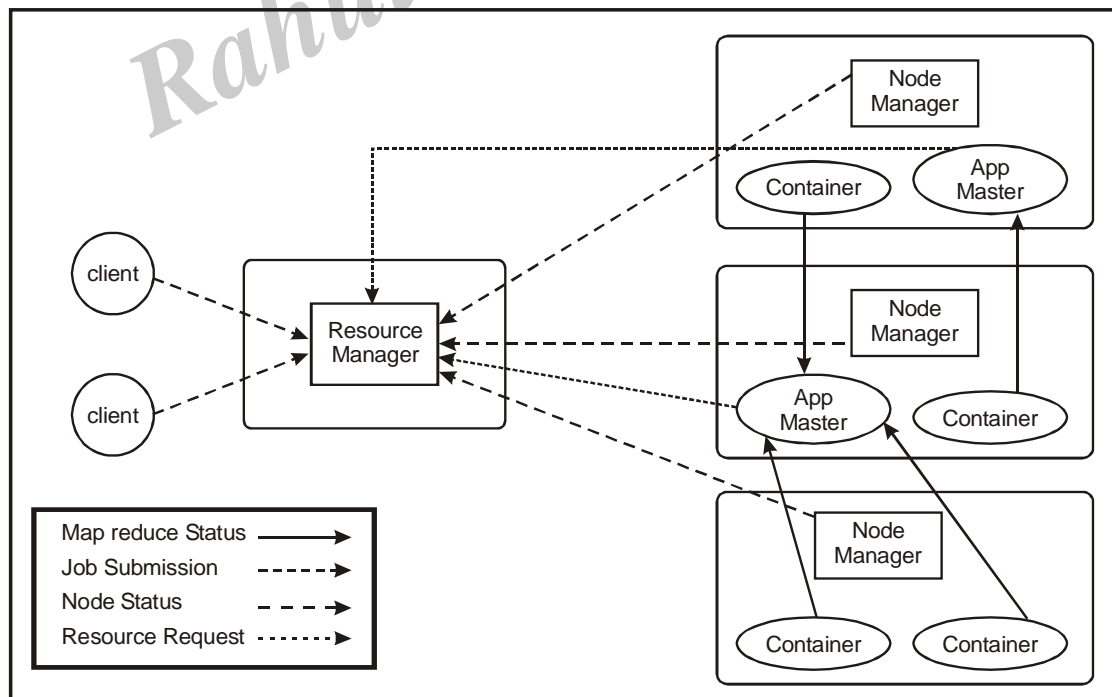 Rahu
Node
Manager
App
Master
Container
client
Resource
Manager
Node
Manager
App
Master
Container
client
Node
Manager
Container
Container
Map reduce Status
Job Submission
Node Status
Resource Request